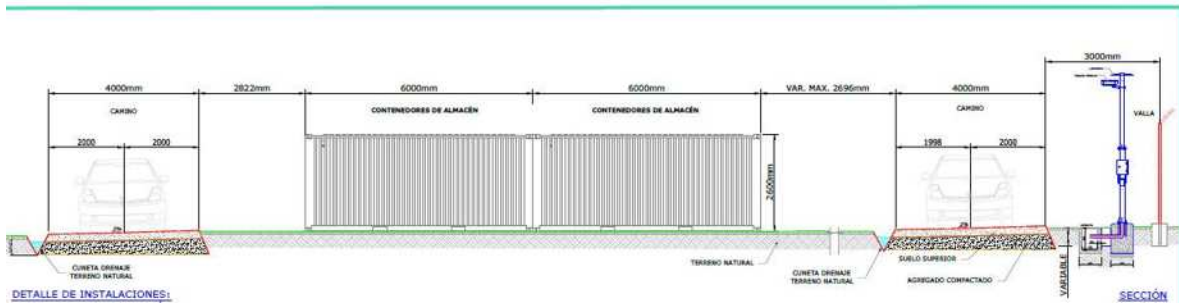 3000mm
4000mm
2822mm
6000mm
6000mm
VAR. MAX. 2696mm
4000mm
CAMINO
CONTENEDORES DE ALMACÉN
CONTENEDORES DE ALMACÉN
CAMINO
VALLA
2000
2000
2600mm
1998
2000
CUNETA DRENAJE
TERRENO NATURAL
TERRENO NATURAL
CUNETA DRENAJE
TERRENO NATURAL
SUELO SUPERIOR
AGREGADO COMPACTADO
VARIABLE
DETALLE DE INSTALACIONES:
SECCIÓN